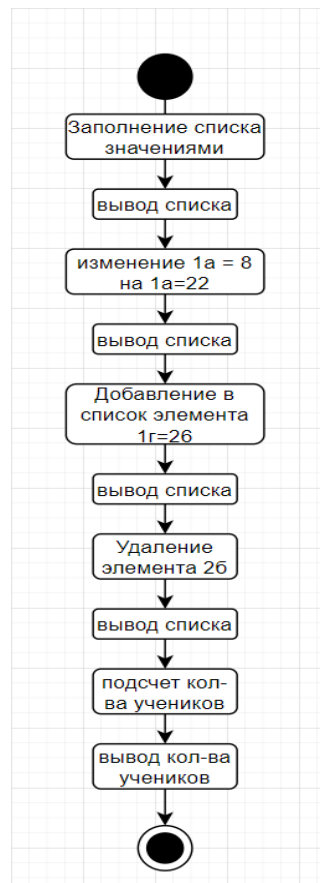 Заполнение списка
значениями
вывод списка
изменение 1а = 8
на 1а=22
вывод списка
Добавление в
список элемента
1г=26
вывод списка
Удаление
элемента 2б
вывод списка
подсчет кол-
ва учеников
вывод кол-ва
учеников